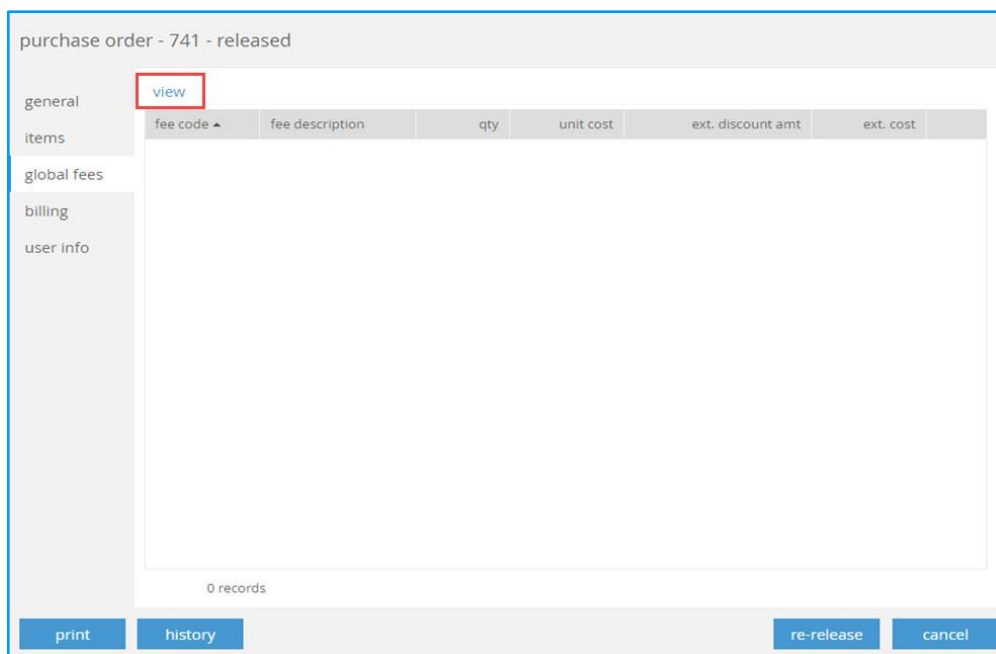 purchase order - 741 - released
general
items
global fees
billing
user info
view
fee code fee description qty unit cost ext. discount amt ext. cost
0 records
print history re-release cancel